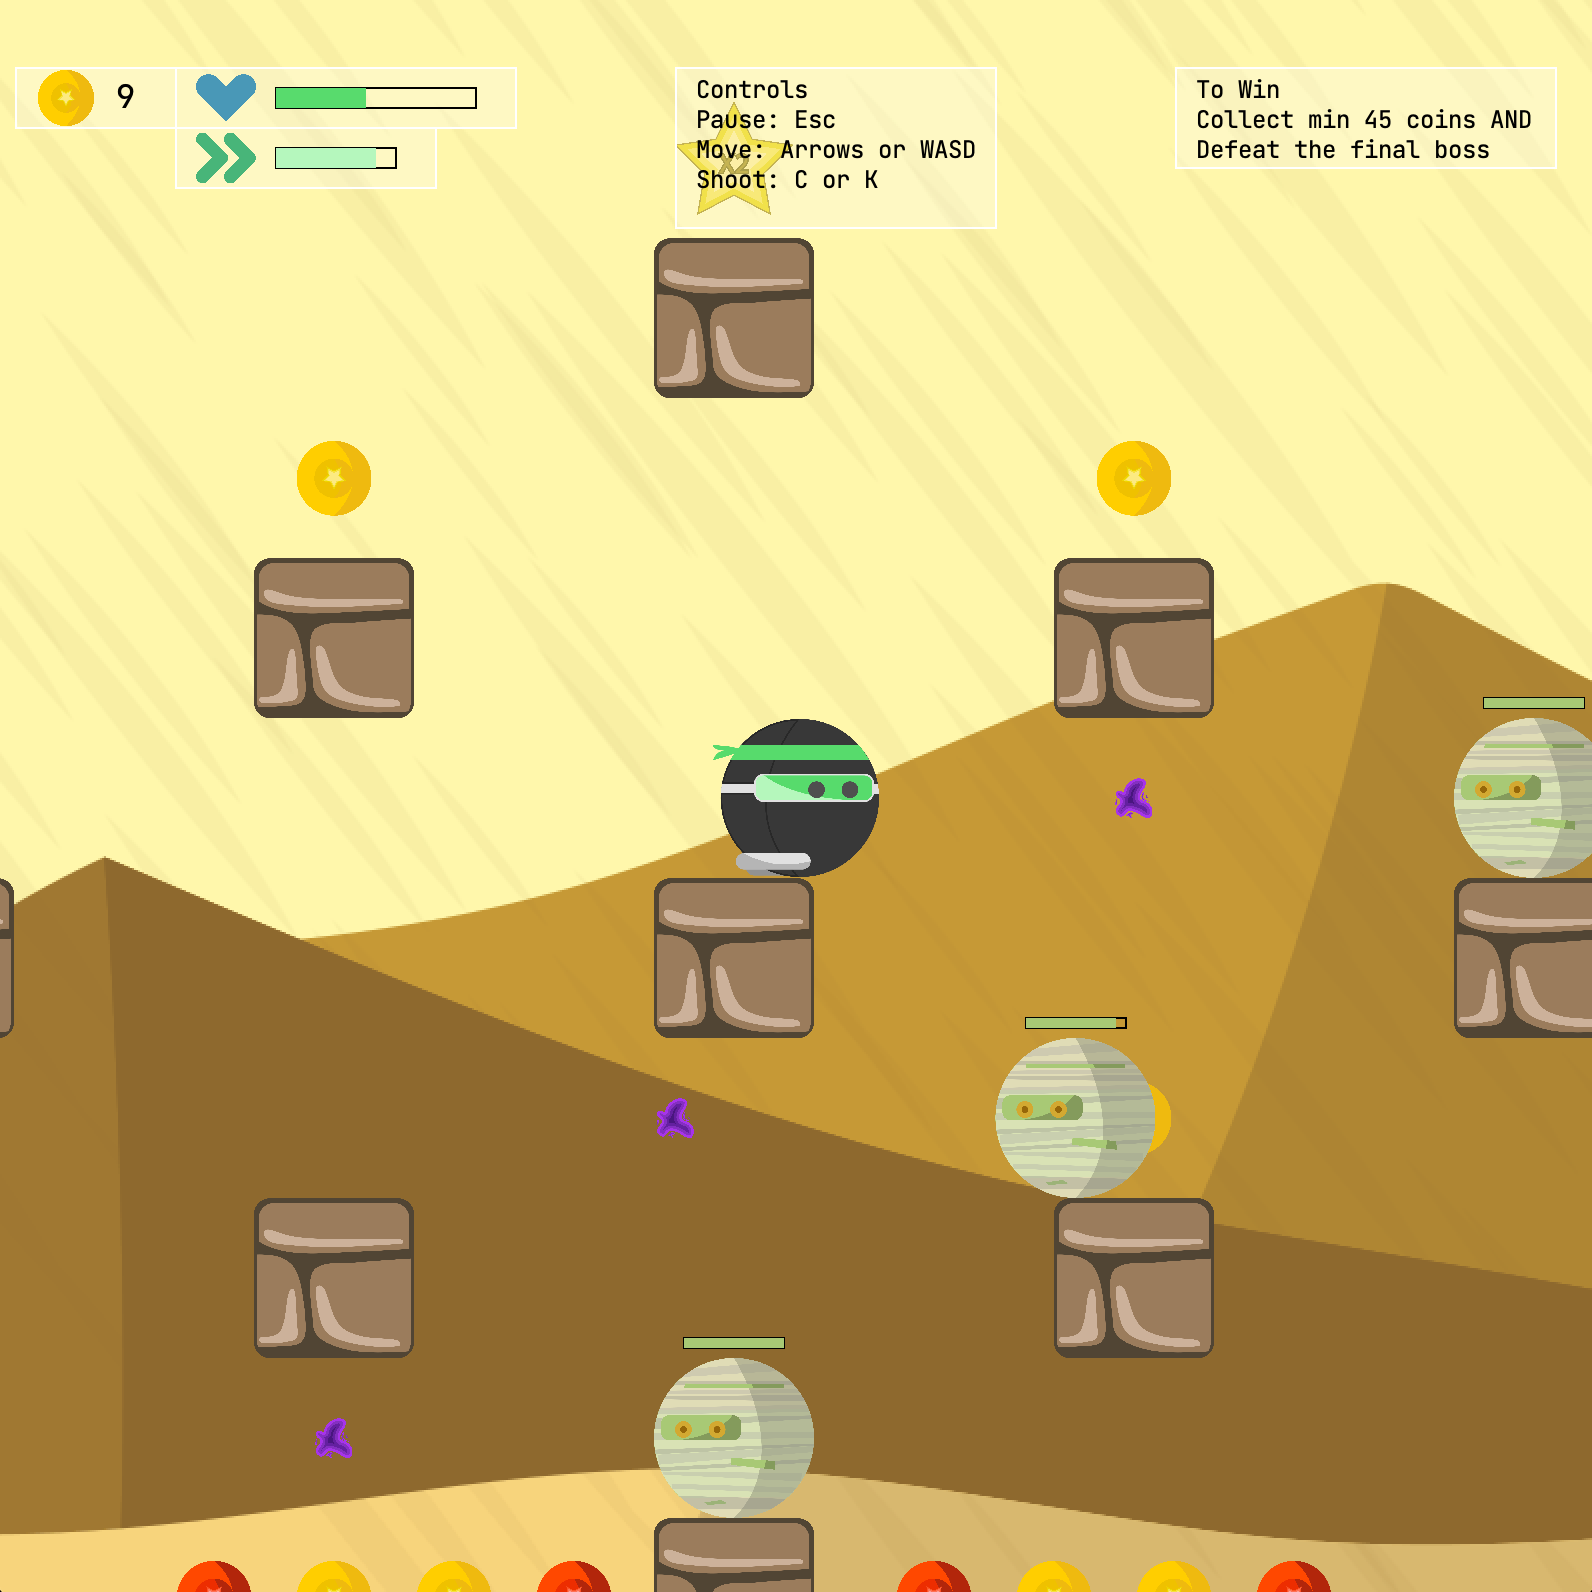 9
Controls
Pause: Esc
Move: Arrows or WASD
Shoot: C or K
X2
To Win
Collect min 45 coins AND
Defeat the final boss